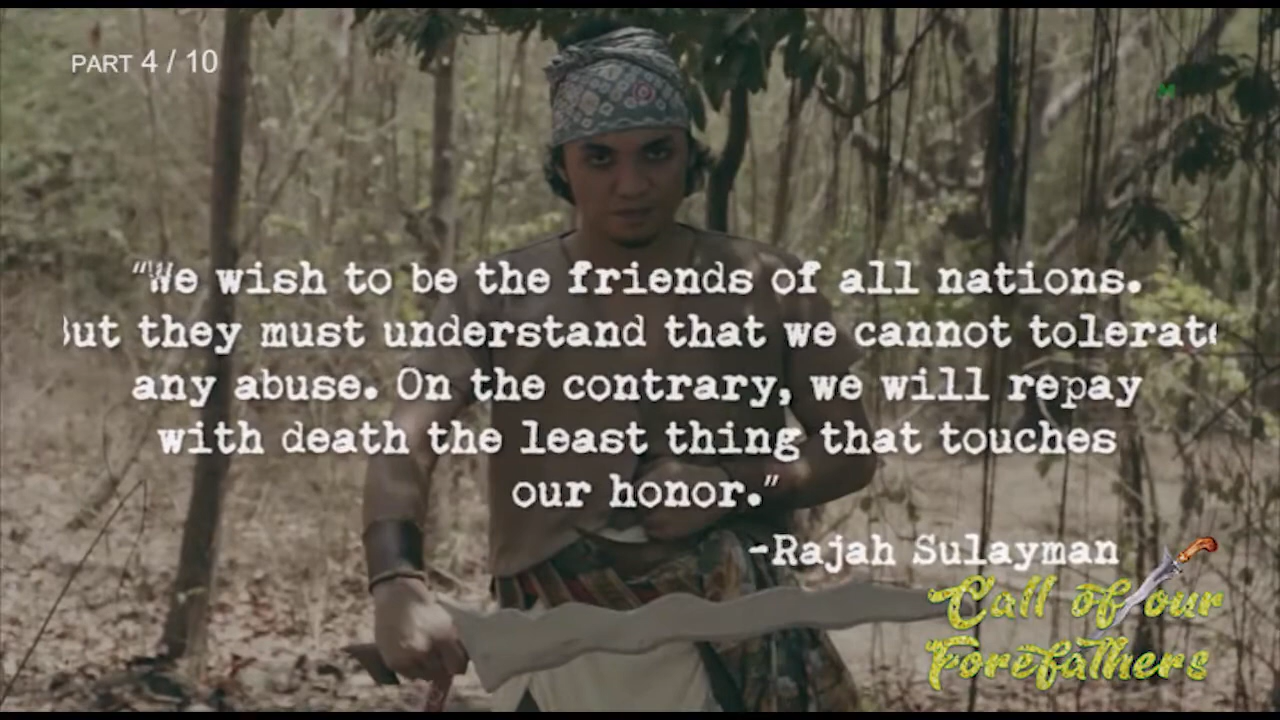 PART 4 / 10
“We wish to be the friends of all nations.
But they must understand that we cannot tolerate
any abuse. On the contrary, we will repay
with death the least thing that touches
our honor.”
-Rajah Sulayman
Call of our
Forefathers